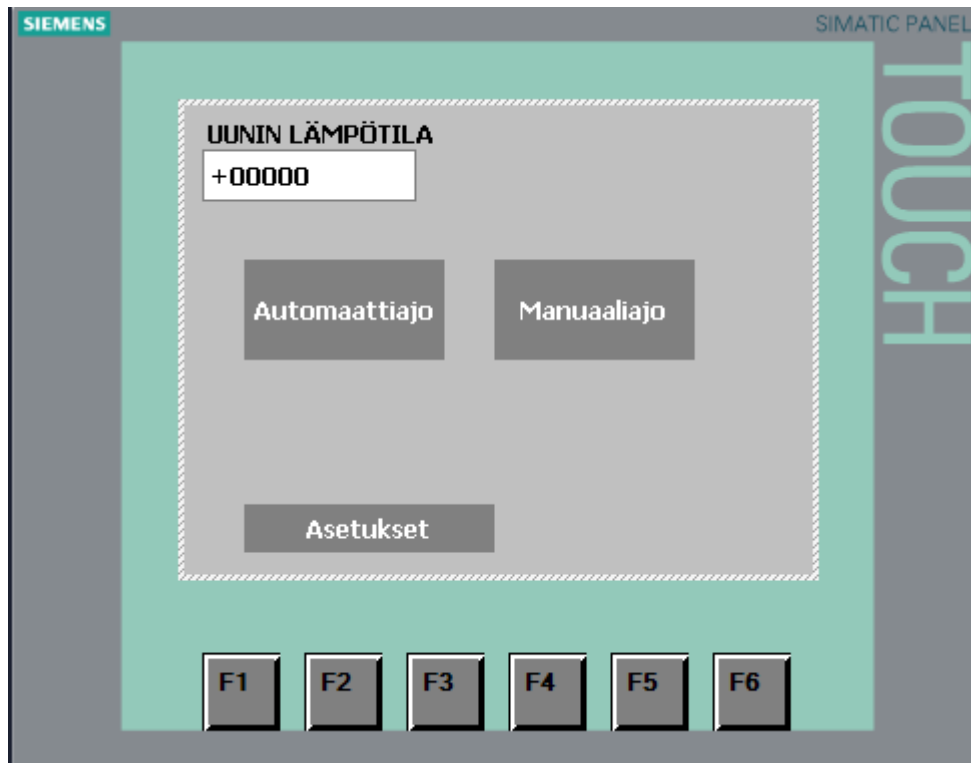 SIEMENS
SIMATIC PANEL
TOUCH
UUNIN LÄMPÖTILA
+00000
Automaattiajo
Manuaaliajo
Asetukset
F1 F2 F3 F4 F5 F6